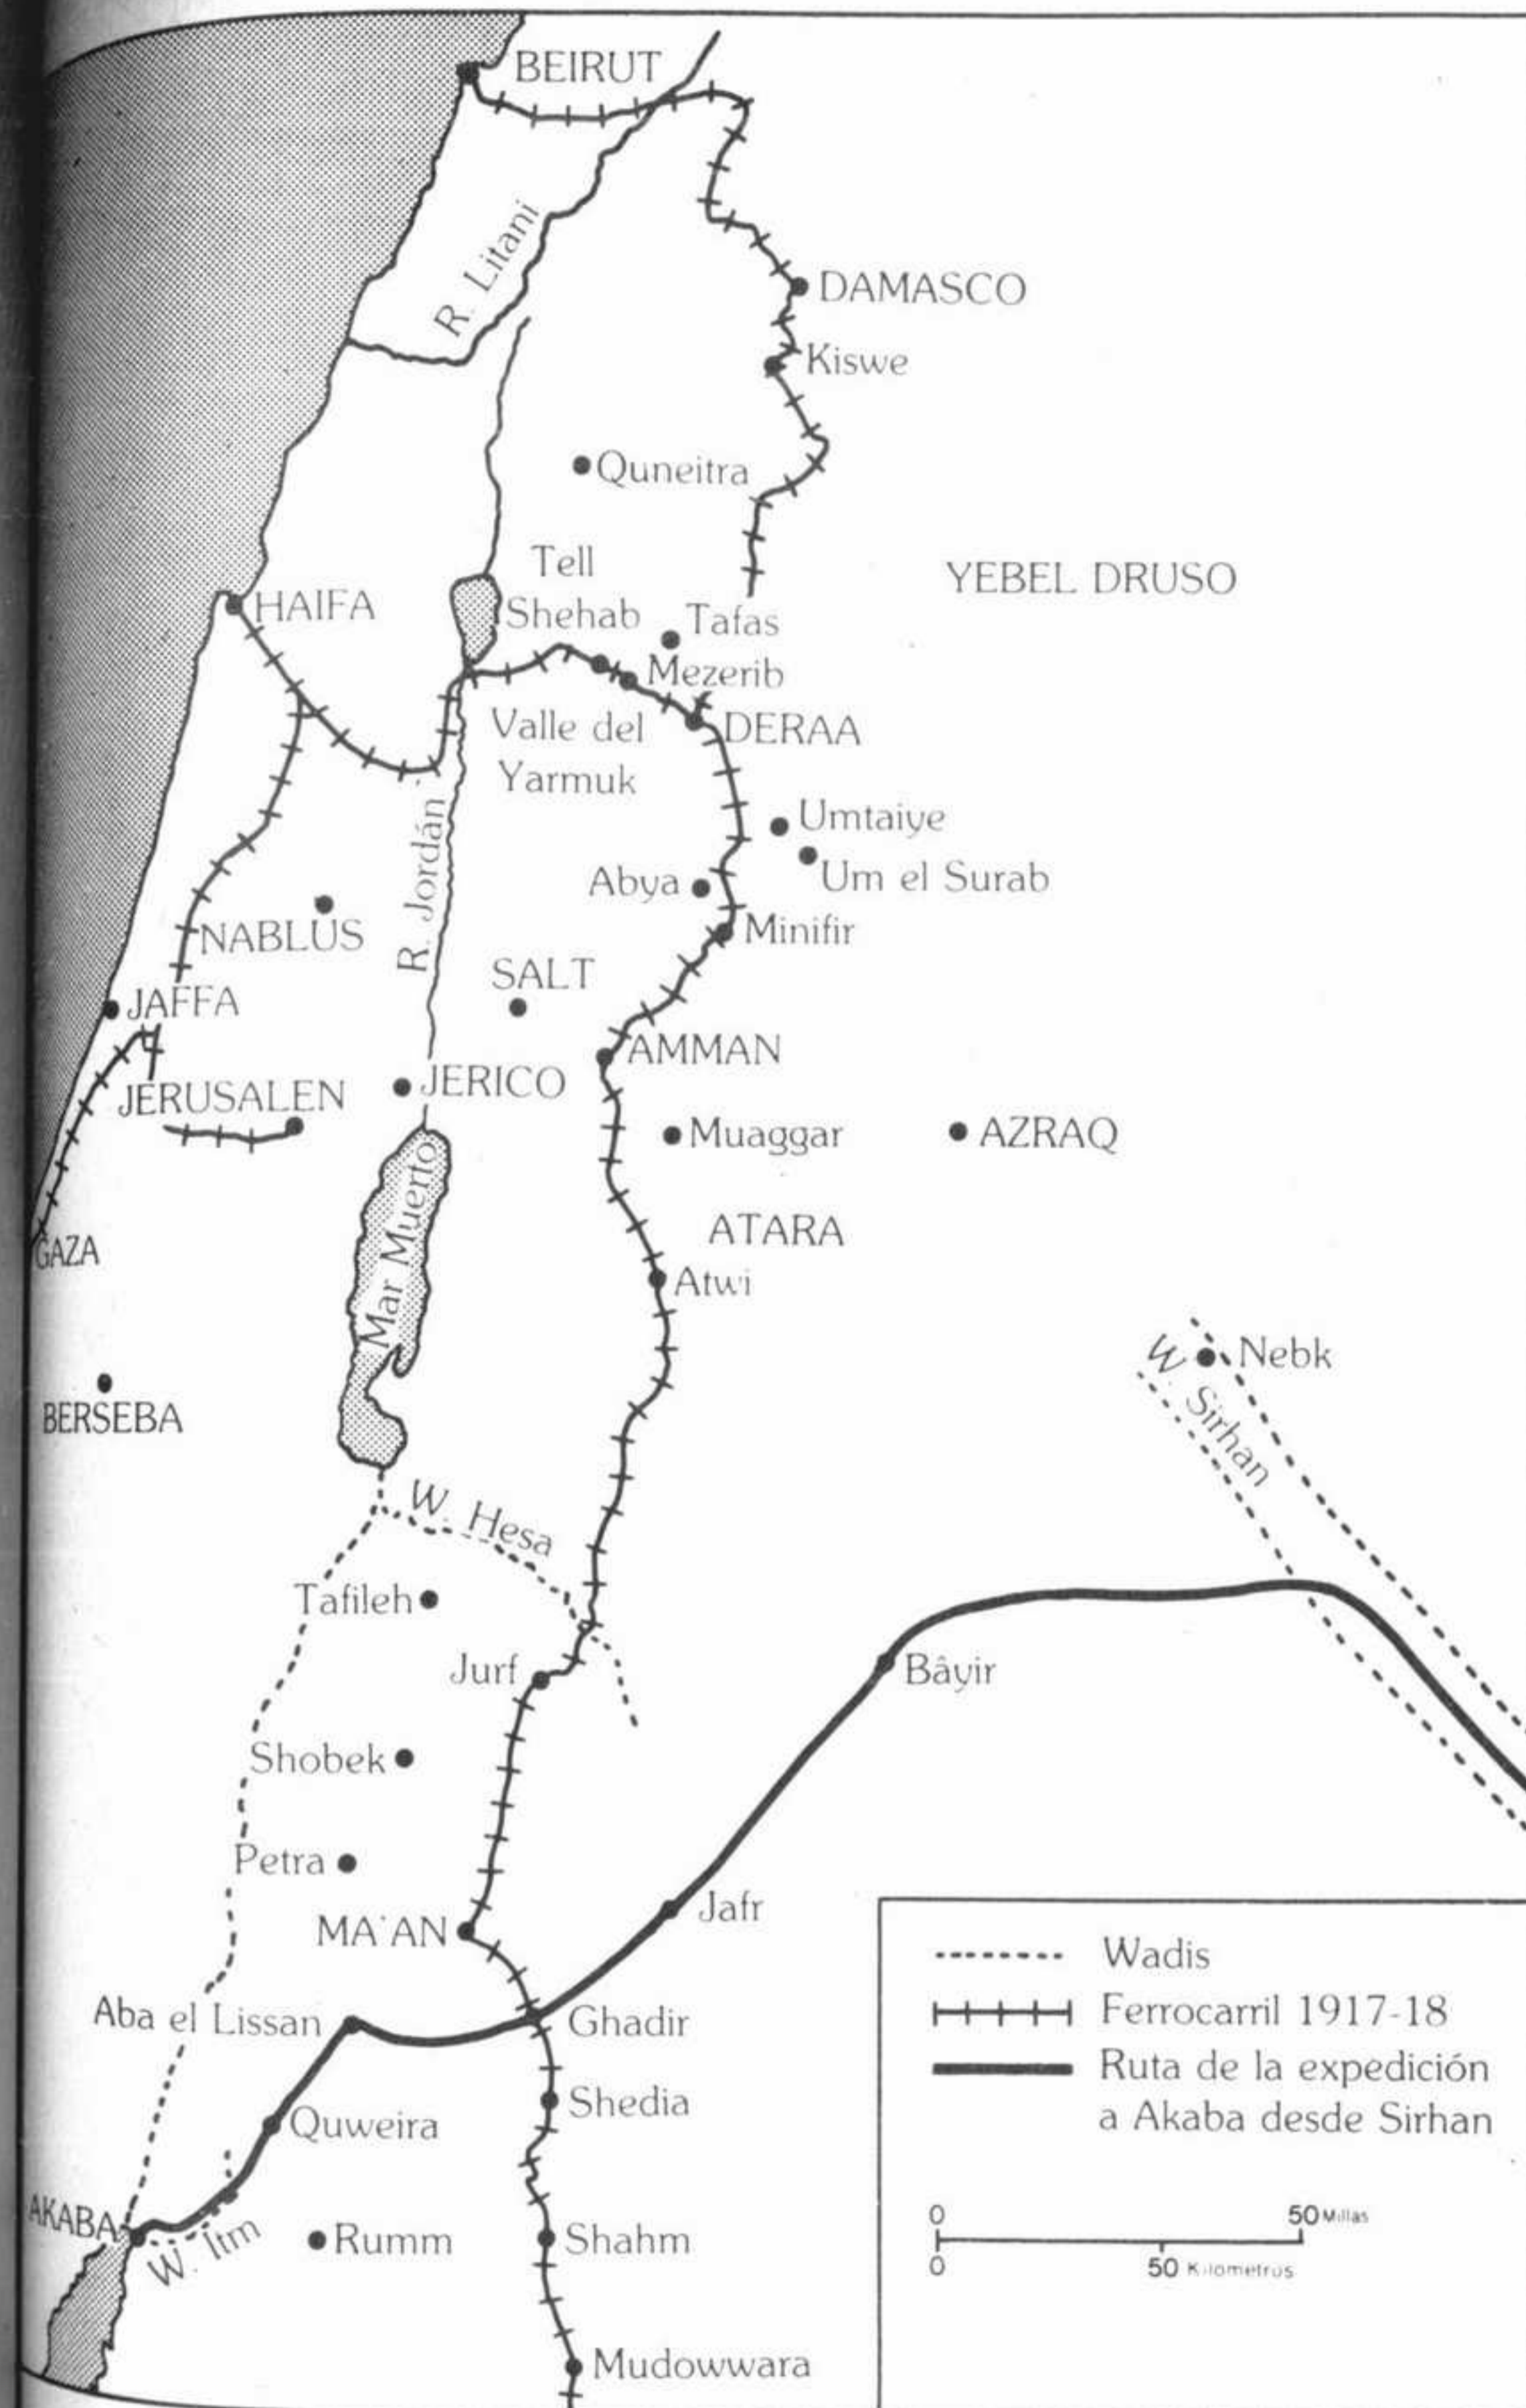 BEIRUT
R. Litani
DAMASCO
Kiswe
Quneitra
Tell
Shehab
YEBEL DRUSO
HAIFA
Tafas
Mezerib
Valle del
Yarmuk
DERAA
R. Jordán
Umtaiye
Um el Surab
Abya
NABLUS
Minifir
SALT
JAFFA
AMMAN
JERICO
JERUSALEN
Muaggar
AZRAQ
Mar Muerto
ATARA
GAZA
Atwi
W. Sirhan
Nebk
BERSEBA
W. Hesa
Tafileh
Jurf
Bâyir
Shobek
Petra
Jafr
MA'AN
Aba el Lissan
Ghadir
Shedia
Quweira
AKABA
W. Itm
Rumm
Shahm
Mudowwara
Wadis
Ferrocarril 1917-18
Ruta de la expedición
a Akaba desde Sirhan
0 50 Millas
0 50 Kilometros